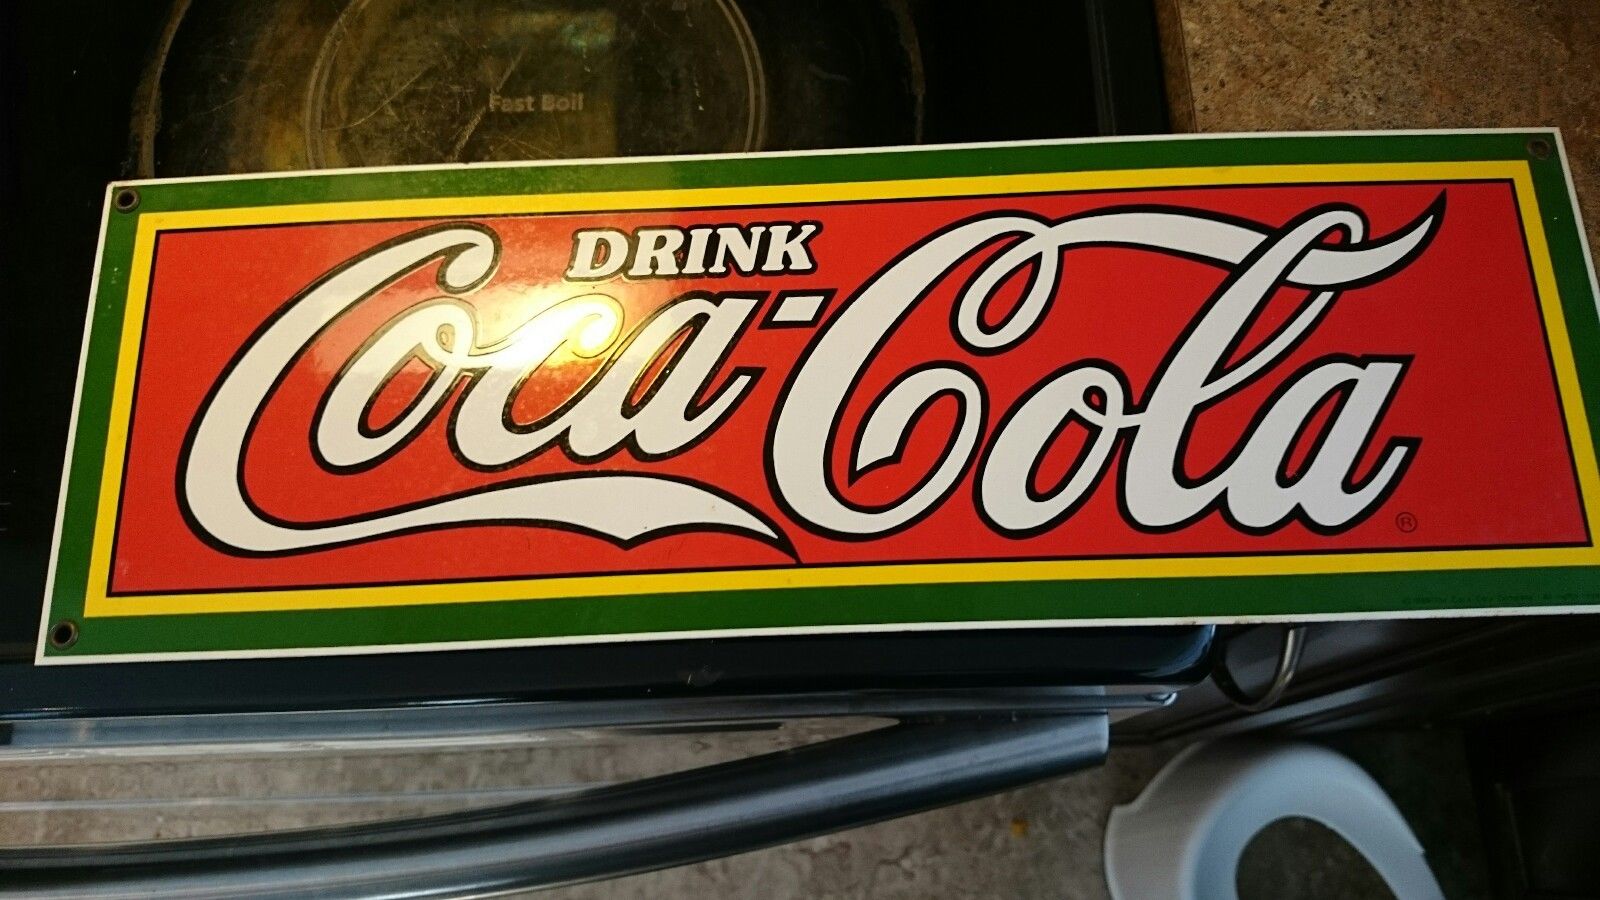 Fast Boil
DRINK
Coca-Cola
®